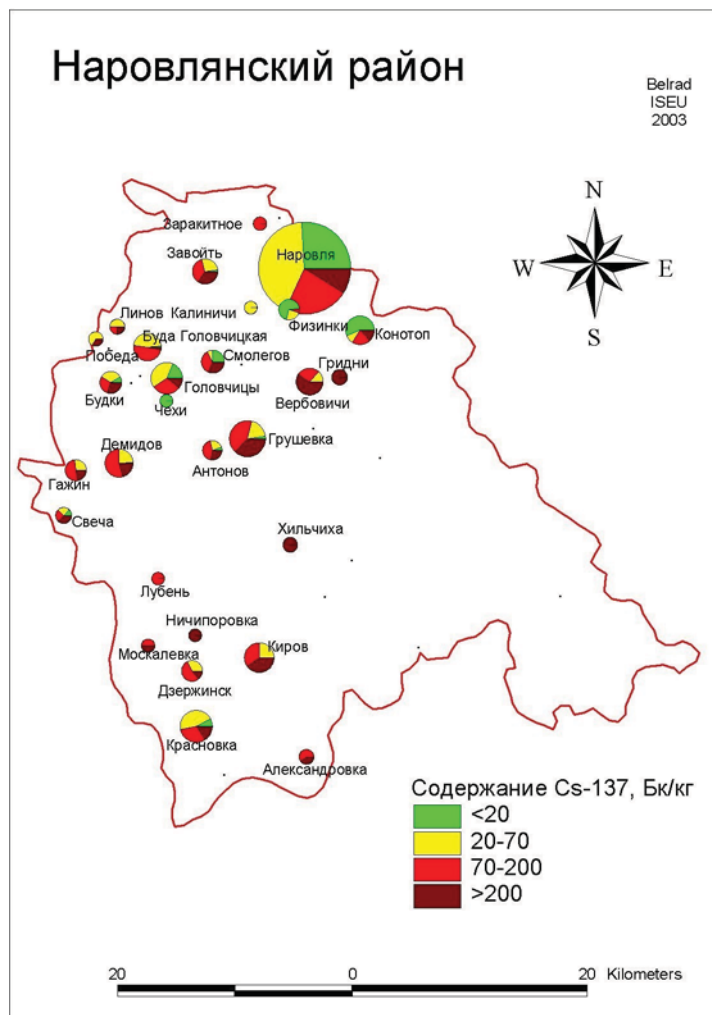 Наровлянский район
Belrad
ISEU
2003
N
W
E
S
Заракитное
Завойть
Наровля
Линов
Калиничи
Физинки
Конотоп
Буда Головчицкая
Победа
Смолегов
Гридни
Будки
Головчицы
Вербовичи
Чехи
Демидов
Грушевка
Антонов
Гажин
Свеча
Хильчиха
Лубень
Ничипоровка
Москалевка
Киров
Дзержинск
Красновка
Александровка
Содержание Cs-137, Бк/кг
<20
20-70
70-200
>200
20
0
20
Kilometers